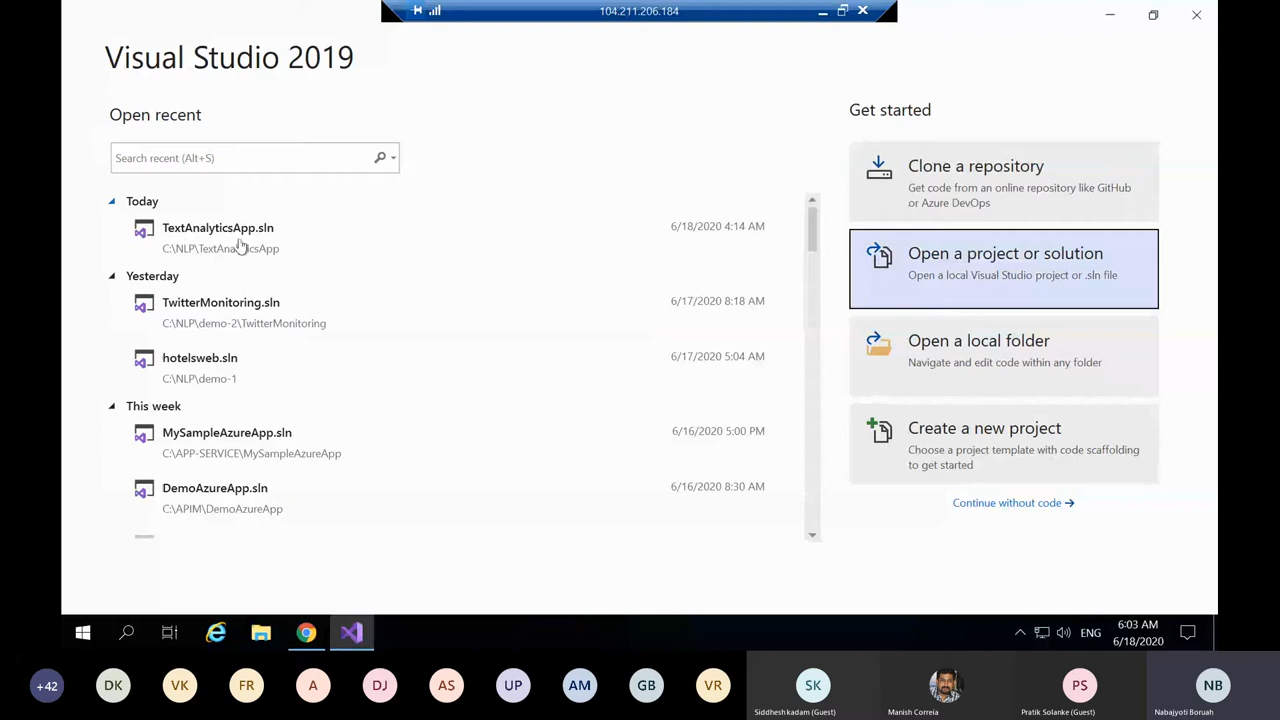 104.211.206.184
Visual Studio 2019
Open recent
Search recent (Alt+S)
Today
TextAnalyticsApp.sln
6/18/2020 4:14 AM
C:\NLP\TextAnalyticsApp
Yesterday
TwitterMonitoring.sln
6/17/2020 8:18 AM
C:\NLP\demo-2\TwitterMonitoring
hotelsweb.sln
6/17/2020 5:04 AM
C:\NLP\demo-1
This week
MySampleAzureApp.sln
6/16/2020 5:00 PM
C:\APP-SERVICE\MySampleAzureApp
DemoAzureApp.sln
6/16/2020 8:30 AM
C:\APIM\DemoAzureApp
Get started
Clone a repository
Get code from an online repository like GitHub
or Azure DevOps
Open a project or solution
Open a local Visual Studio project or .sln file
Open a local folder
Navigate and edit code within any folder
Create a new project
Choose a project template with code scaffolding
to get started
Continue without code
ENG
6:03 AM
6/18/2020
+42
DK
VK
FR
A
DJ
AS
UP
AM
GB
VR
SK
PS
NB
Siddhesh kadam (Guest)
Manish Correia
Pratik Solanke (Guest)
Nabajyoti Boruah